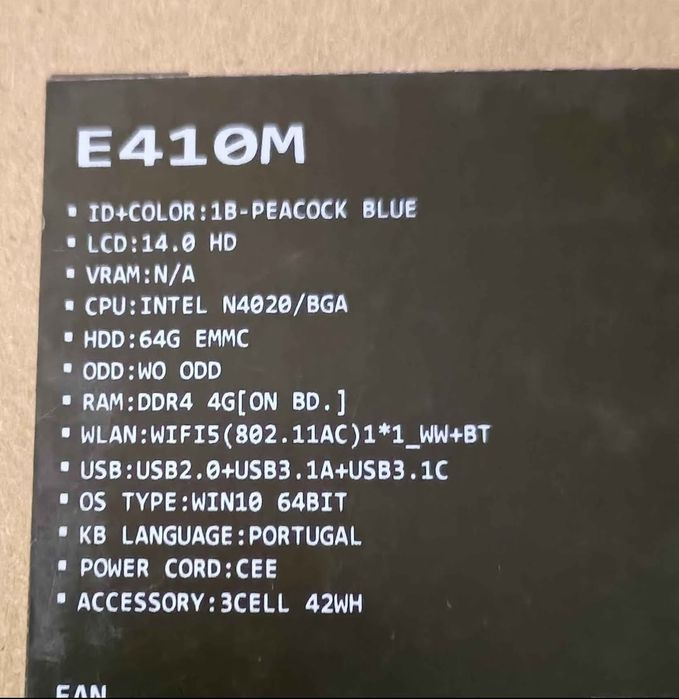 E410M
▪ ID+COLOR:1B-PEACOCK BLUE
▪ LCD:14.0 HD
▪ VRAM:N/A
▪ CPU:INTEL N4020/BGA
▪ HDD:64G EMMC
▪ ODD:WO ODD
▪ RAM:DDR4 4G[ON BD.]
▪ WLAN:WIFI5(802.11AC)1*1_WW+BT
▪ USB:USB2.0+USB3.1A+USB3.1C
▪ OS TYPE:WIN10 64BIT
▪ KB LANGUAGE:PORTUGAL
▪ POWER CORD:CEE
▪ ACCESSORY:3CELL 42WH
EAN